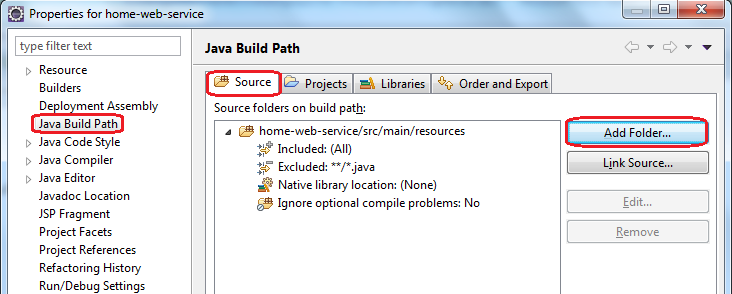 Properties for home-web-service
type filter text
Resource
Builders
Deployment Assembly
Java Build Path
Java Code Style
Java Compiler
Java Editor
Javadoc Location
JSP Fragment
Project Facets
Project References
Refactoring History
Run/Debug Settings
Java Build Path
Source Projects Libraries Order and Export
Source folders on build path:
home-web-service/src/main/resources
Included: (All)
Excluded: **/*.java
Native library location: (None)
Ignore optional compile problems: No
Add Folder...
Link Source...
Edit...
Remove